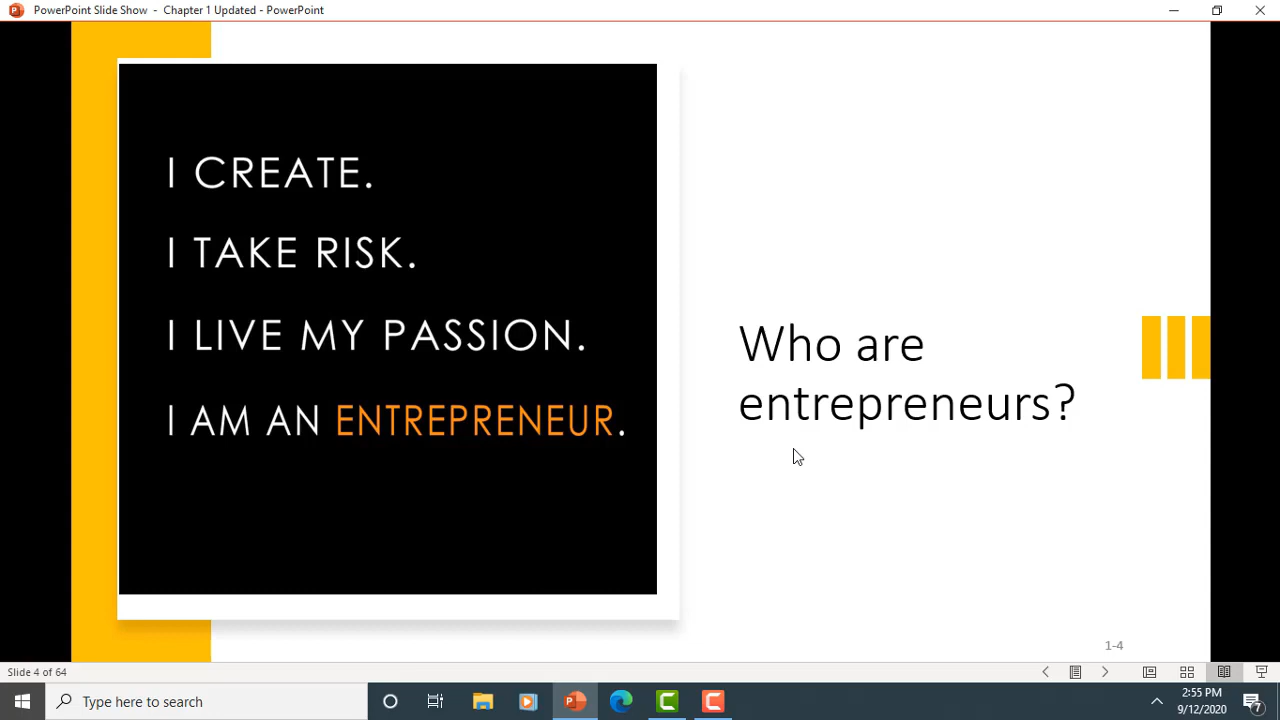 PowerPoint Slide Show - Chapter 1 Updated - PowerPoint
I CREATE.
I TAKE RISK.
I LIVE MY PASSION.
I AM AN ENTREPRENEUR.
Who are
entrepreneurs?
1-4
Slide 4 of 64
Type here to search
2:55 PM
9/12/2020
7